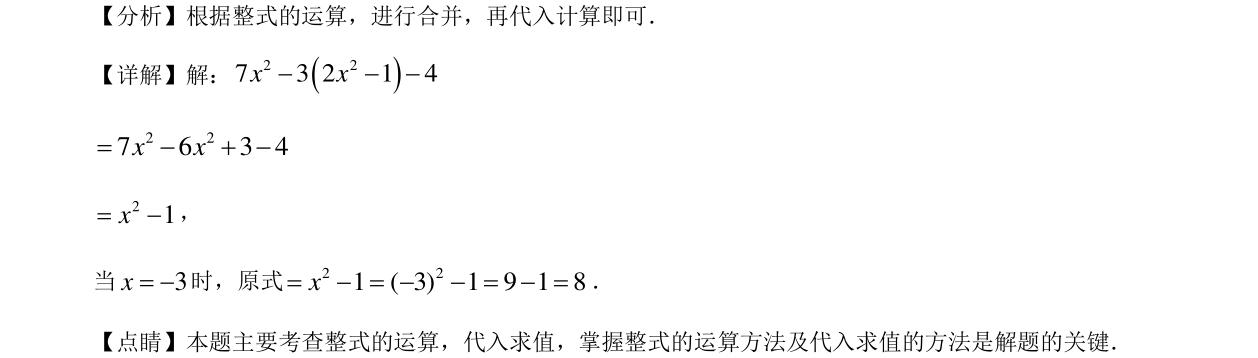 【分析】根据整式的运算，进行合并，再代入计算即可．
【详解】解：7x² − 3(2x² − 1) − 4
= 7x² − 6x² + 3 − 4
= x² − 1，
当 x = −3时，原式= x² − 1 = (−3)² − 1 = 9 − 1 = 8．
【点睛】本题主要考查整式的运算，代入求值，掌握整式的运算方法及代入求值的方法是解题的关键．